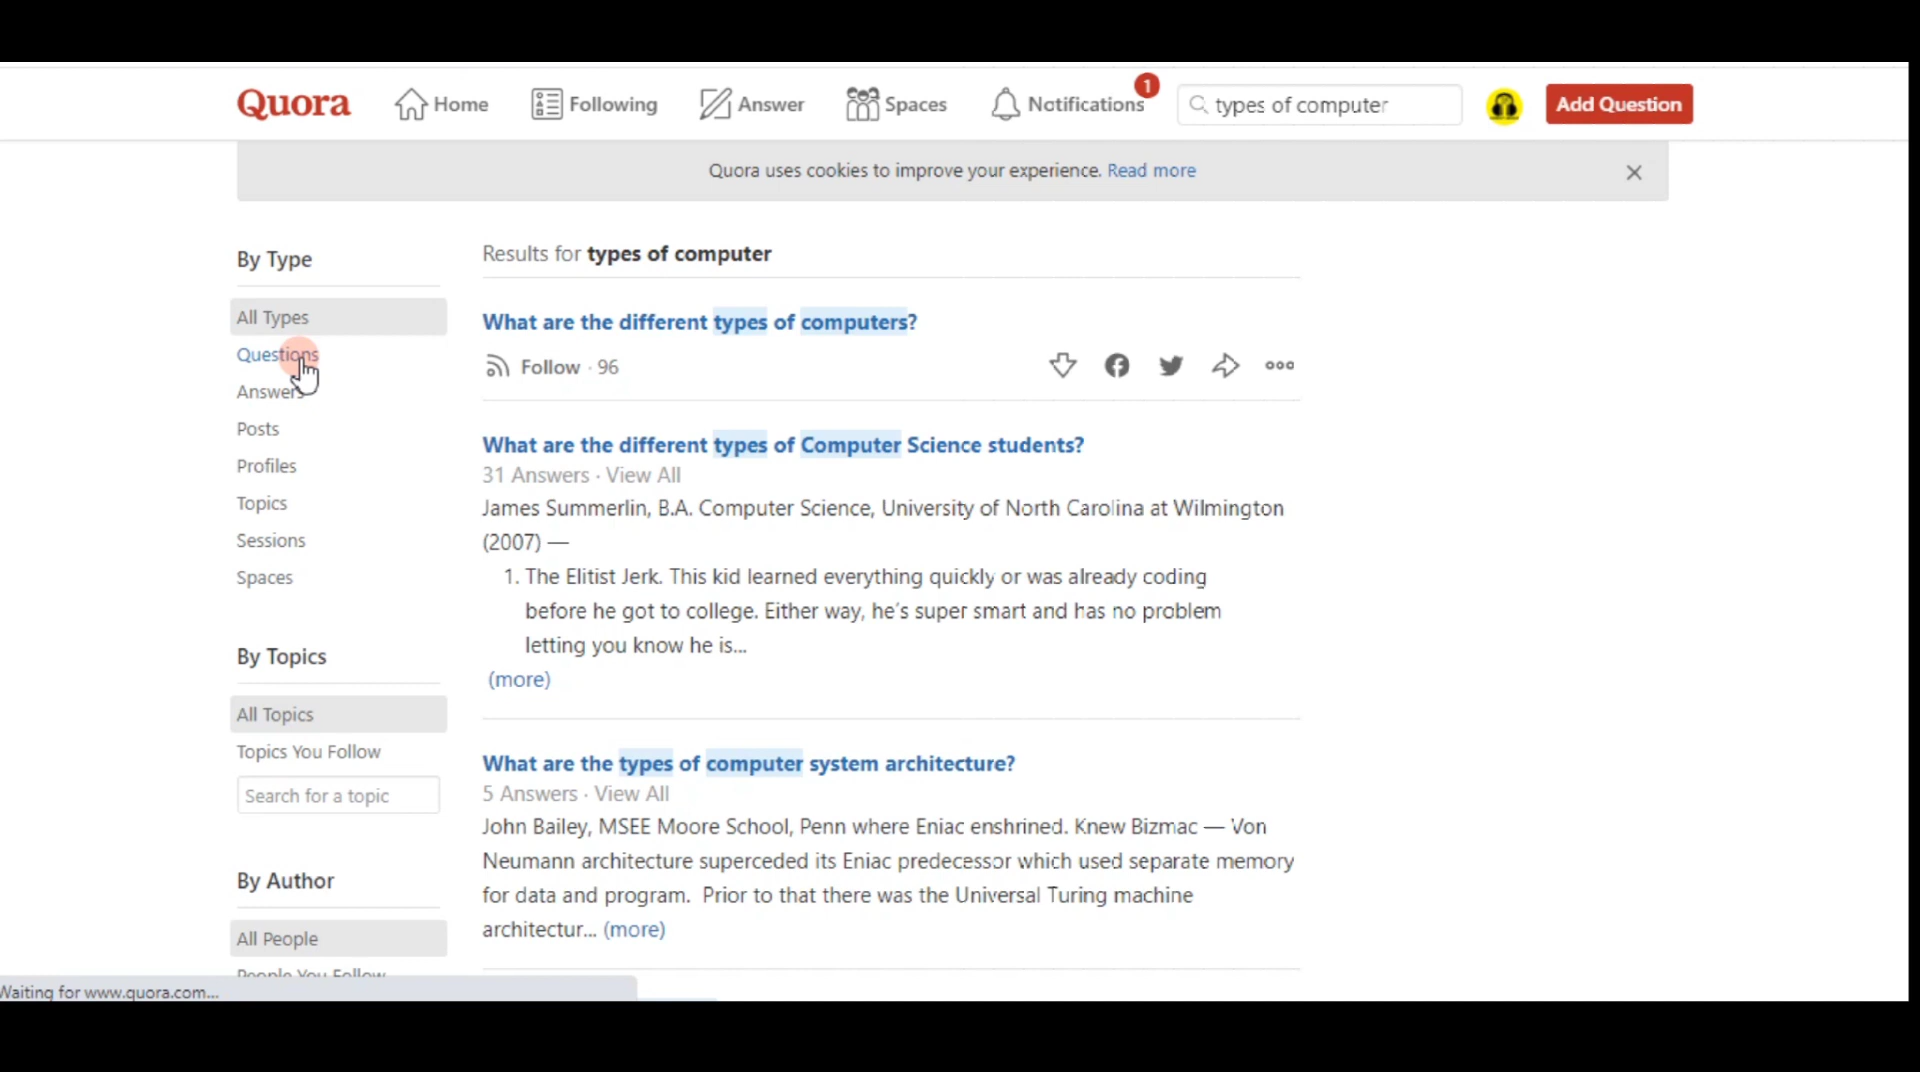 Quora Home Following Answer Spaces Notifications 1 types of computer Add Question
Quora uses cookies to improve your experience. Read more
By Type
All Types
Questions
Answers
Posts
Profiles
Topics
Sessions
Spaces
By Topics
All Topics
Topics You Follow
Search for a topic
By Author
All People
People You Follow
Results for types of computer
What are the different types of computers?
Follow · 96
What are the different types of Computer Science students?
31 Answers · View All
James Summerlin, B.A. Computer Science, University of North Carolina at Wilmington
(2007) —
1. The Elitist Jerk. This kid learned everything quickly or was already coding
before he got to college. Either way, he's super smart and has no problem
letting you know he is...
(more)
What are the types of computer system architecture?
5 Answers · View All
John Bailey, MSEE Moore School, Penn where Eniac enshrined. Knew Bizmac — Von
Neumann architecture superceded its Eniac predecessor which used separate memory
for data and program. Prior to that there was the Universal Turing machine
architectur... (more)
Waiting for www.quora.com...